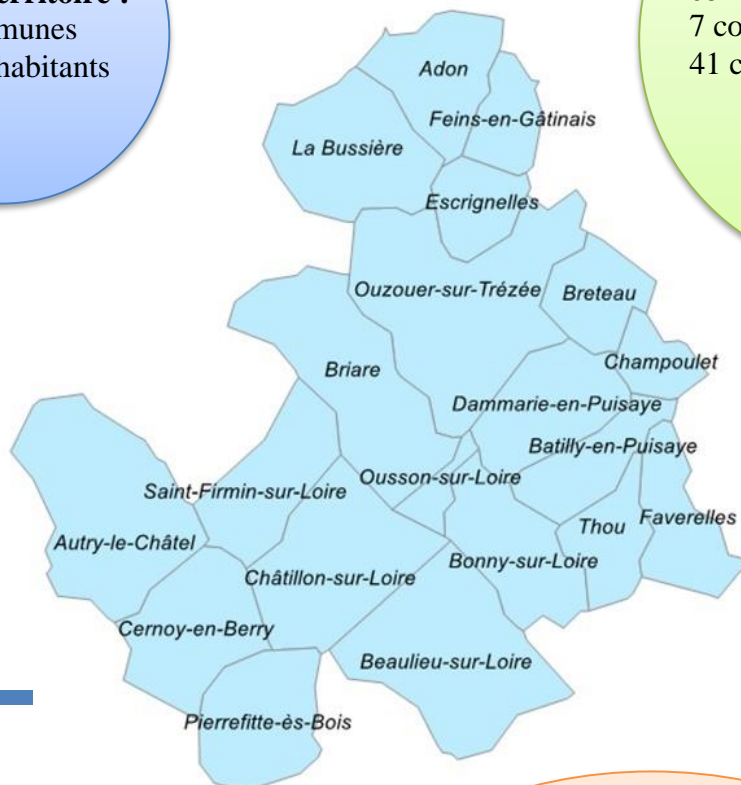 munes
habitants
7 co
41 c
Adon
Feins-en-Gâtinais
La Bussière
Escrignelles
Ouzouer-sur-Trézée
Breteau
Champoulet
Briare
Dammarie-en-Puisaye
Batilly-en-Puisaye
Ousson-sur-Loire
Saint-Firmin-sur-Loire
Faverelles
Thou
Autry-le-Châtel
Bonny-sur-Loire
Châtillon-sur-Loire
Cernoy-en-Berry
Beaulieu-sur-Loire
Pierrefitte-ès-Bois